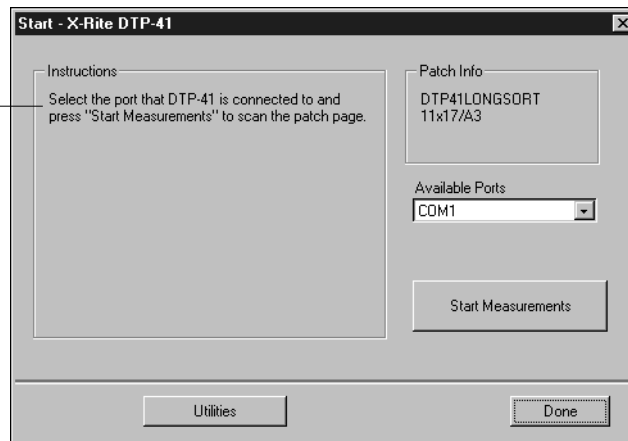 Start - X-Rite DTP-41
Instructions
Select the port that DTP-41 is connected to and
press "Start Measurements" to scan the patch page.
Patch Info
DTP41LONGSORT
11x17/A3
Available Ports
COM1
Start Measurements
Utilities
Done